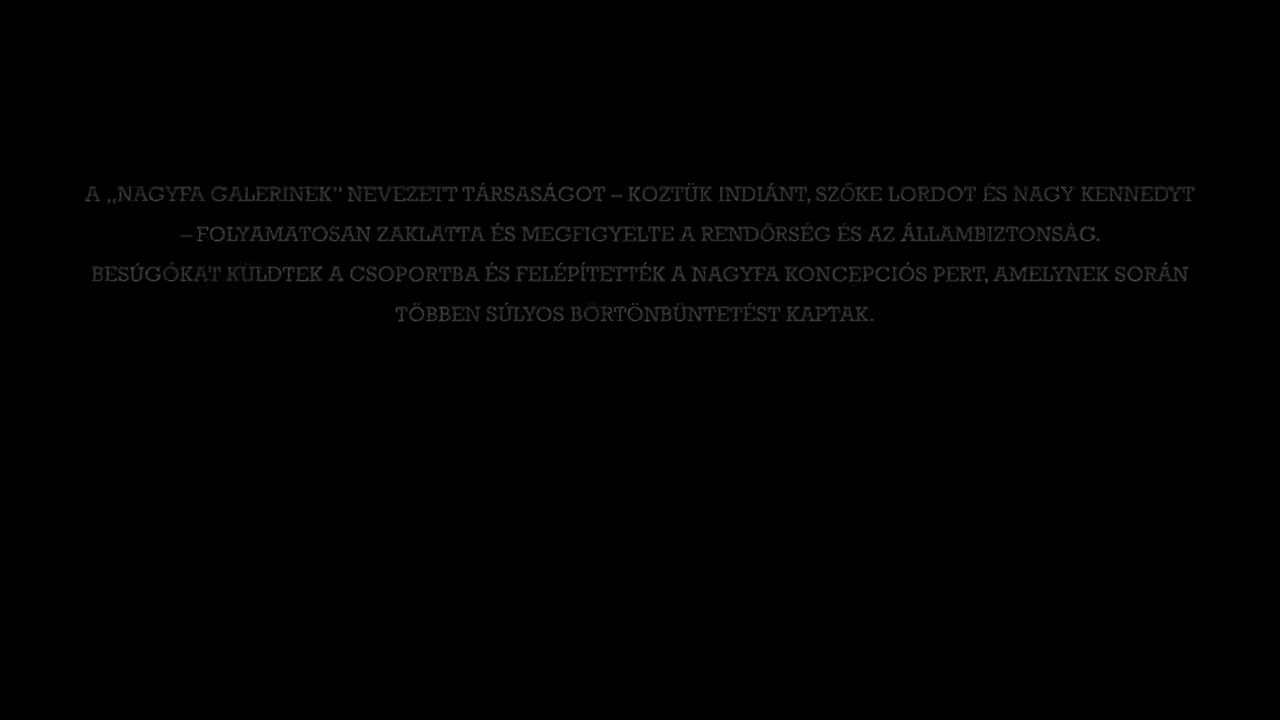 A „NAGYFA GALERINEK” NEVEZETT TÁRSASÁGOT – KÖZTÜK INDIÁNT, SZŐKE LORDOT ÉS NAGY KENNEDYT
– FOLYAMATOSAN ZAKLATTA ÉS MEGFIGYELTE A RENDŐRSÉG ÉS AZ ÁLLAMBIZTONSÁG.
BESÚGÓKAT KÜLDTEK A CSOPORTBA ÉS FELÉPÍTETTÉK A NAGYFA KONCEPCIÓS PERT, AMELYNEK SORÁN
TÖBBEN SÚLYOS BÖRTÖNBÜNTETÉST KAPTAK.